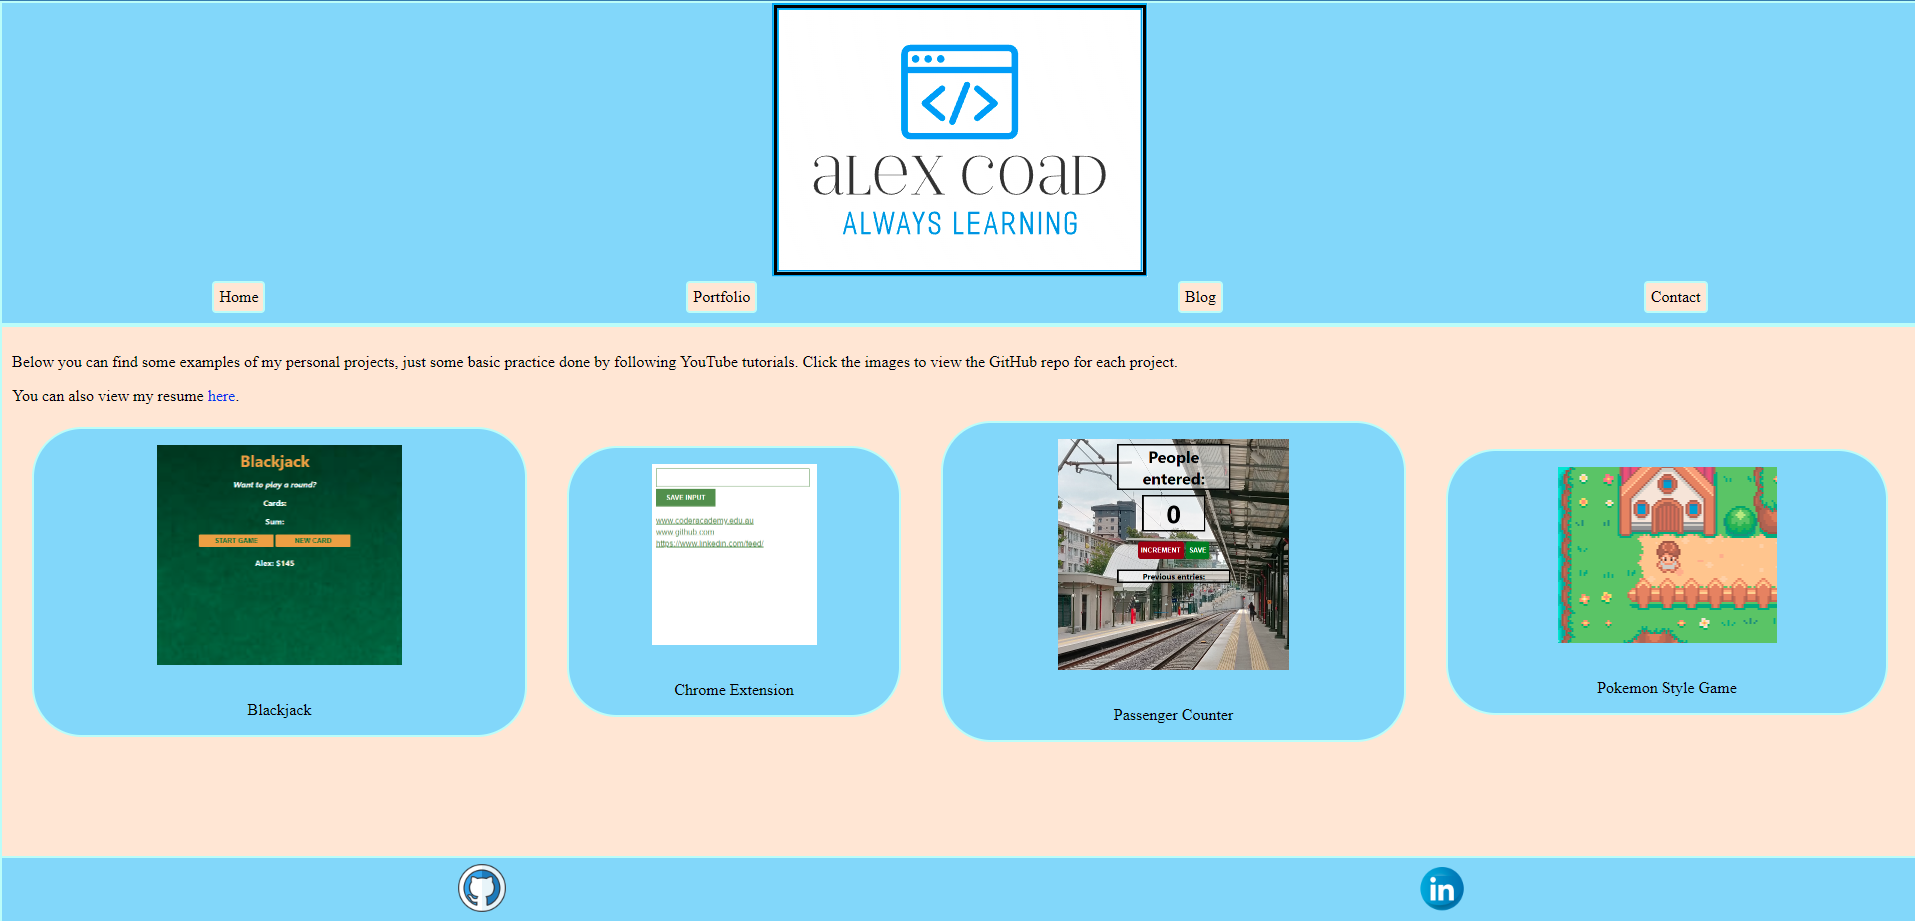 </>
aLex coaD
ALWAYS LEARNING
Home
Portfolio
Blog
Contact
Below you can find some examples of my personal projects, just some basic practice done by following YouTube tutorials. Click the images to view the GitHub repo for each project.
You can also view my resume here.
Blackjack
Want to play a round?
Cards:
Sum:
START GAME
NEW CARD
Alex: $145
Blackjack
SAVE INPUT
www.coderacademy.edu.au
www.github.com
https://www.linkedin.com/feed/
Chrome Extension
People
entered:
0
INCREMENT
SAVE
Previous entries:
Passenger Counter
Pokemon Style Game
in